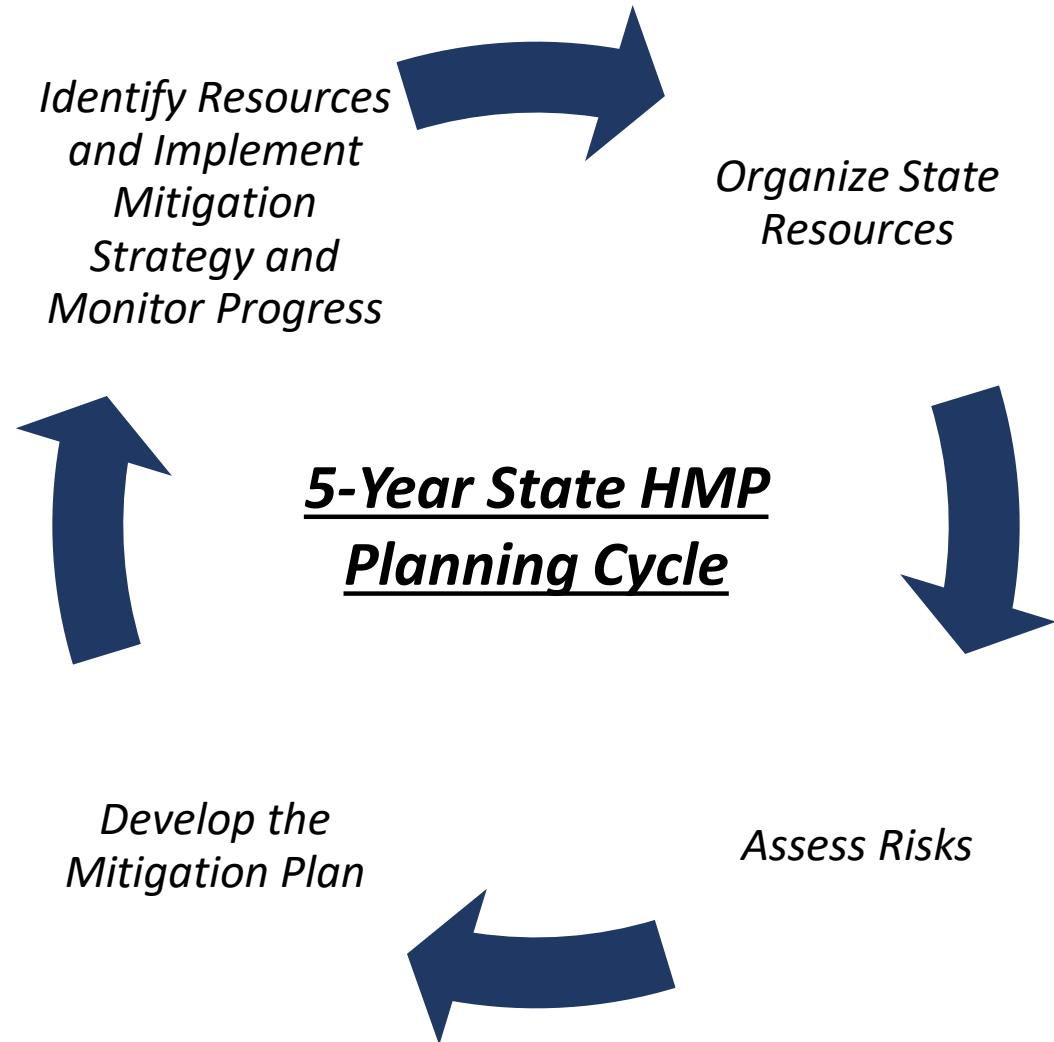 Identify Resources
and Implement
Mitigation
Strategy and
Monitor Progress
Organize State
Resources
5-Year State HMP
Planning Cycle
Develop the
Mitigation Plan
Assess Risks